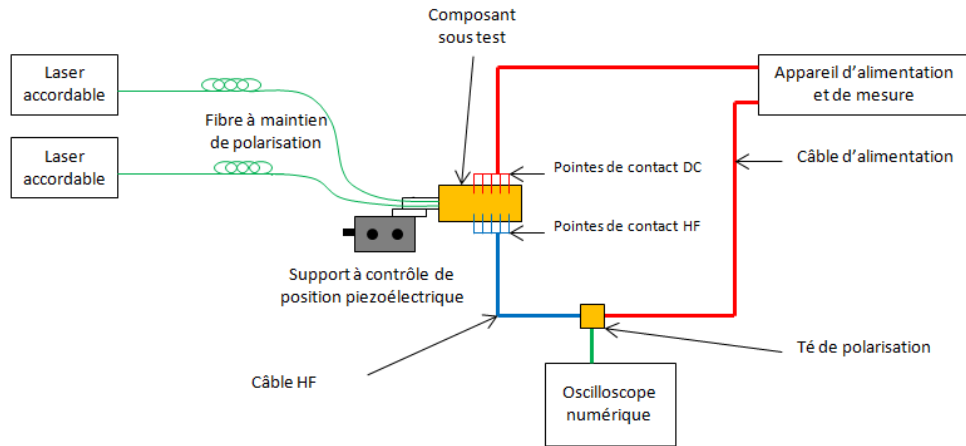 Composant
sous test
Laser
accordable
Appareil d'alimentation
et de mesure
Fibre à maintien
de polarisation
Laser
accordable
Pointes de contact DC
Câble d'alimentation
Pointes de contact HF
Support à contrôle de
position piezoélectrique
Té de polarisation
Câble HF
Oscilloscope
numérique